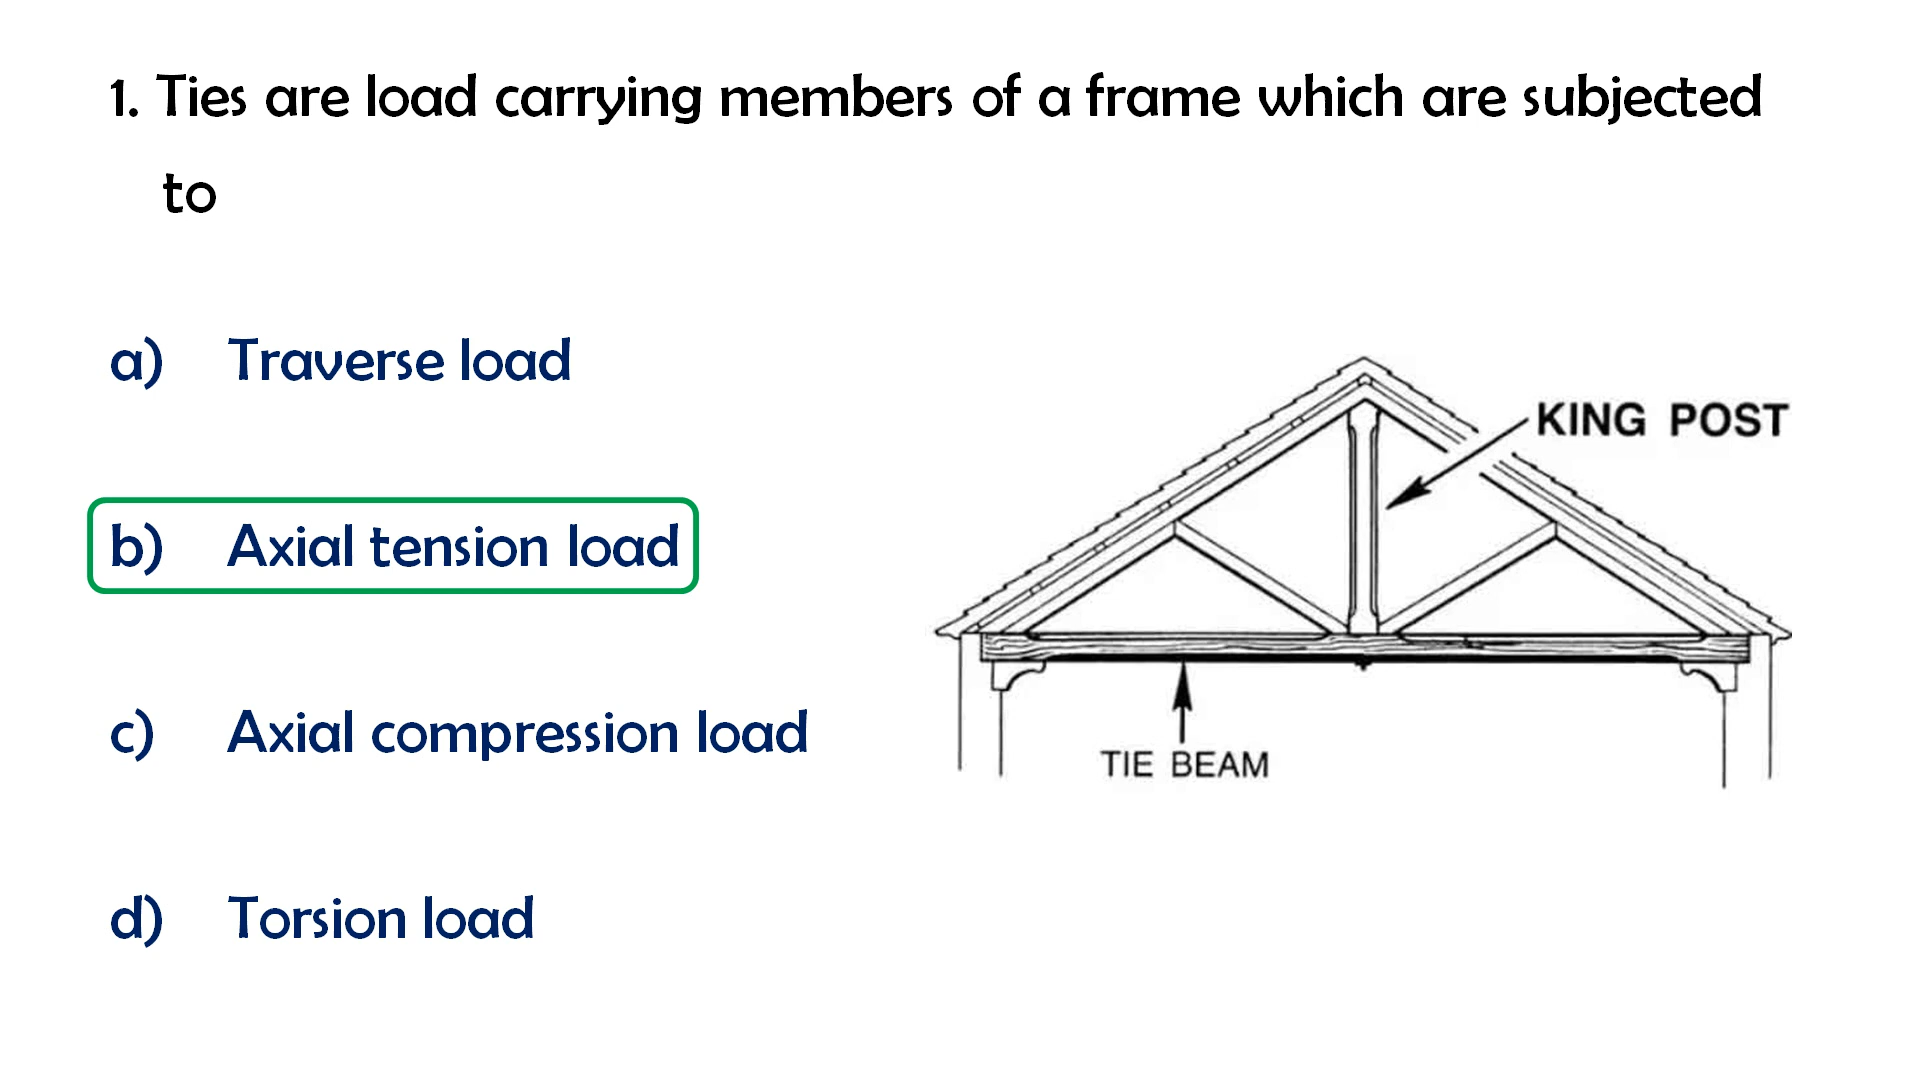 1. Ties are load carrying members of a frame which are subjected
to
a) Traverse load
b) Axial tension load
c) Axial compression load
d) Torsion load
KING POST
TIE BEAM